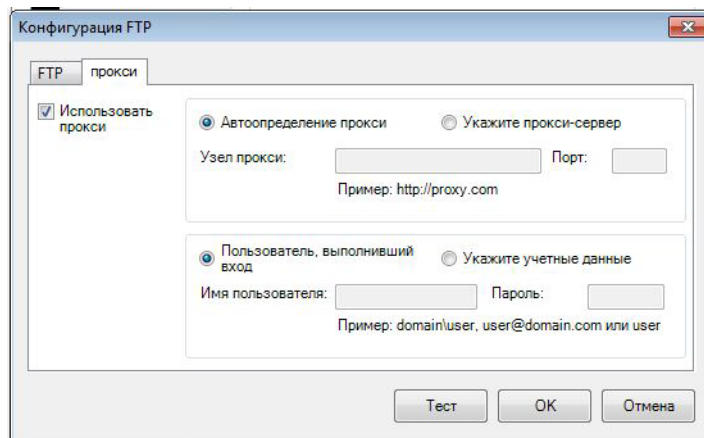 Конфигурация FTP
FTP прокси
Использовать
прокси
Автоопределение прокси Укажите прокси-сервер
Узел прокси: Порт:
Пример: http://proxy.com
Пользователь, выполнивший
вход
Укажите учетные данные
Имя пользователя: Пароль:
Пример: domain\user, user@domain.com или user
Тест OK Отмена